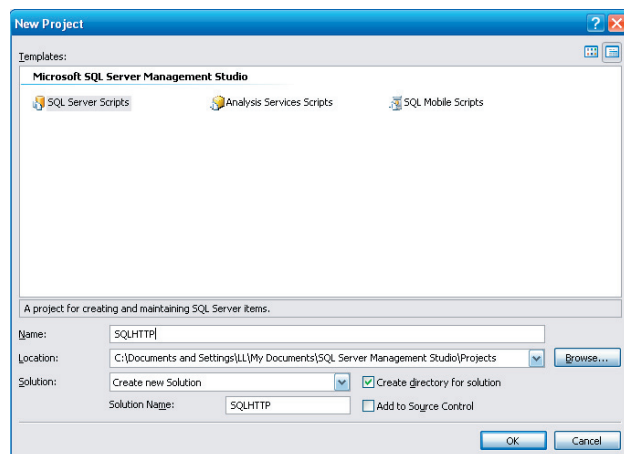 New Project
Templates:
Microsoft SQL Server Management Studio
SQL Server Scripts Analysis Services Scripts SQL Mobile Scripts
A project for creating and maintaining SQL Server items.
Name: SQLHTTP
Location: C:\Documents and Settings\LL\My Documents\SQL Server Management Studio\Projects Browse...
Solution: Create new Solution Create directory for solution
Solution Name: SQLHTTP Add to Source Control
OK Cancel